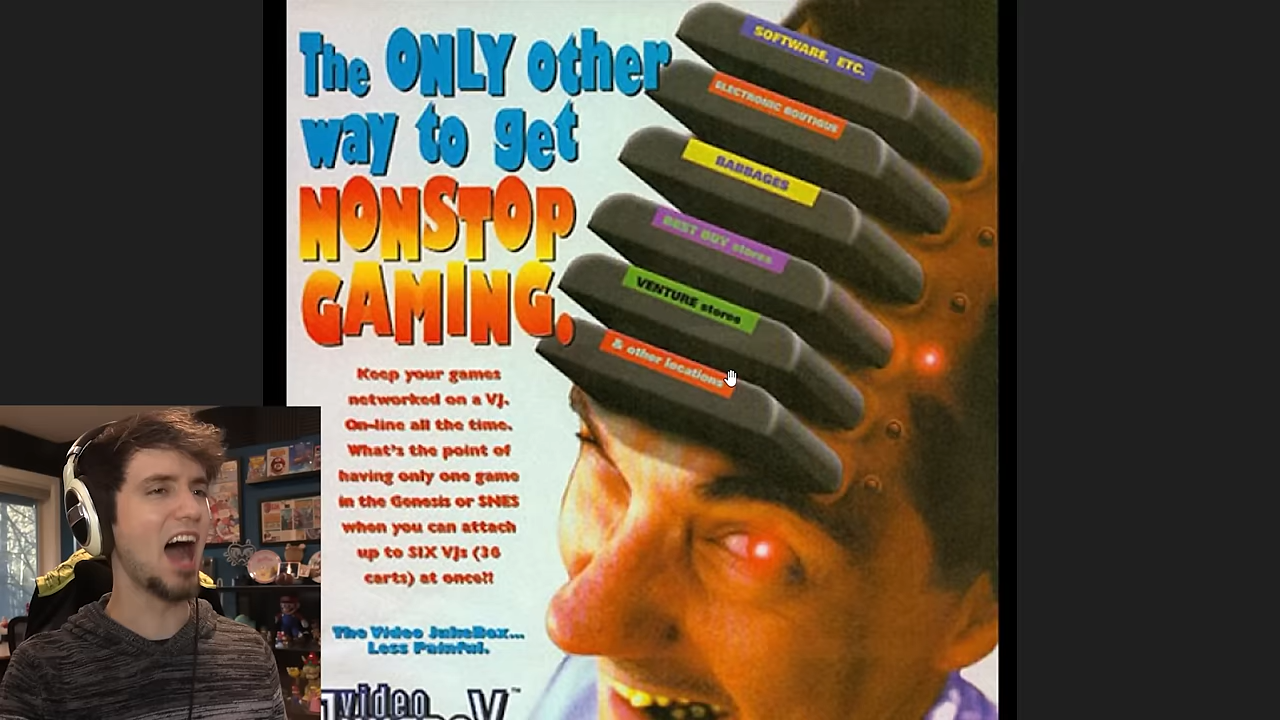 The ONLY other
way to get
NONSTOP
GAMING.
Keep your games
networked on a VJ.
On-line all the time.
What's the point of
having only one game
in the Genesis or SNES
when you can attach
up to SIX VJs (36
carts) at once!!
The Video JukeBox...
Less Painful.
video
SOFTWARE, ETC.
ELECTRONIC BOUTIQUE
BABBAGES
BEST BUY stores
VENTURE stores
& other locations